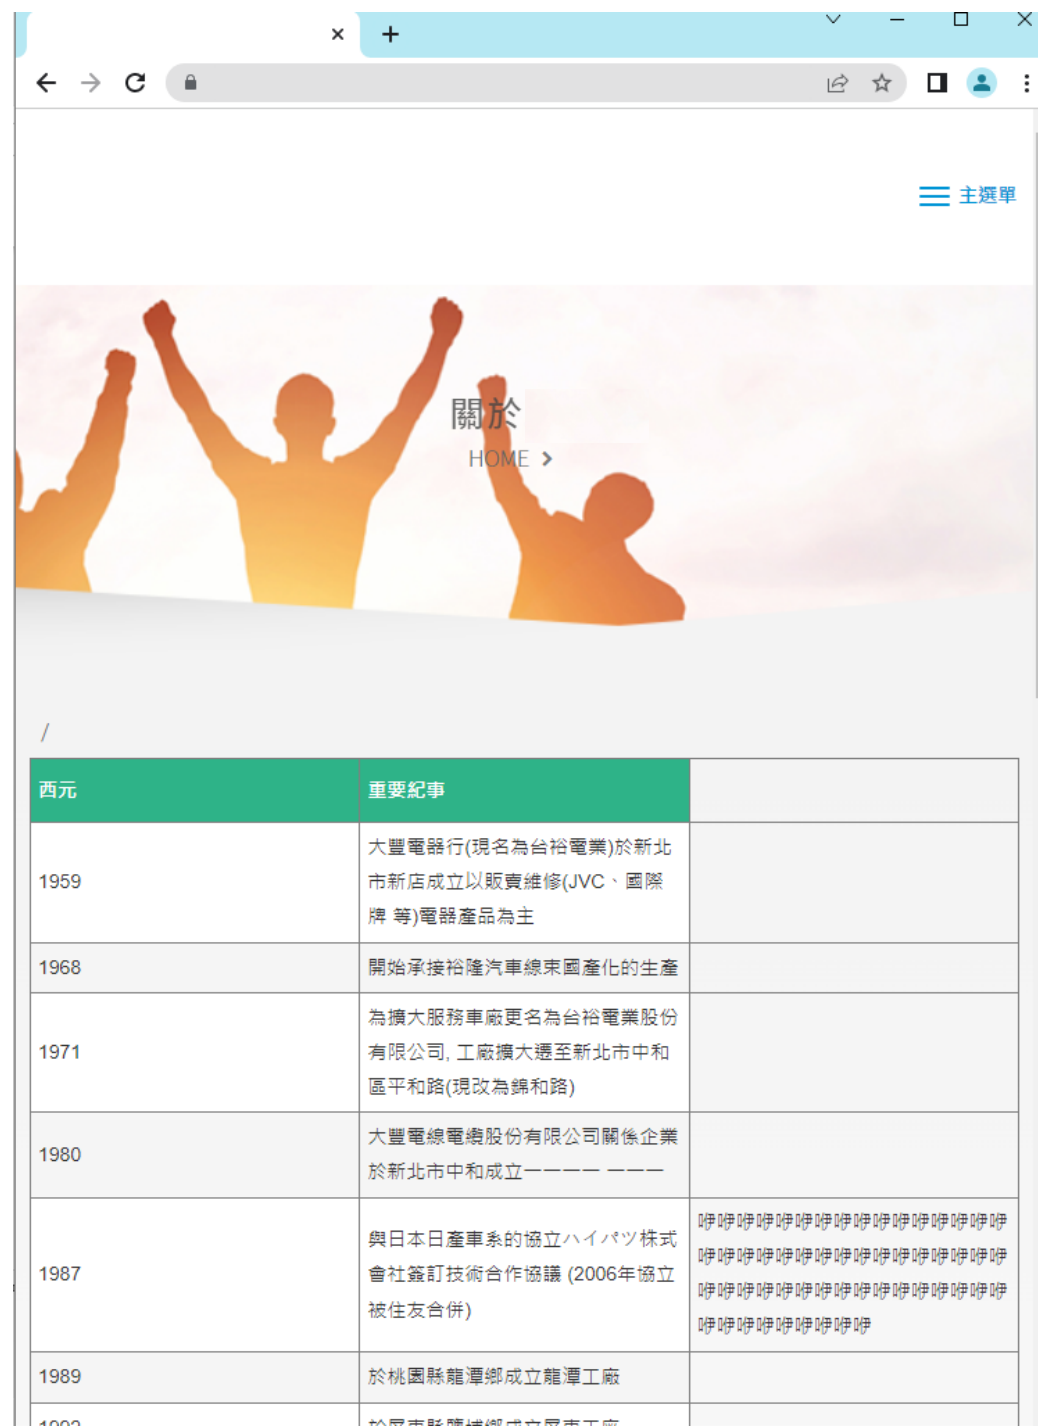 主選單
關於
HOME >
/
西元
重要紀事
1959
大豐電器行(現名為台裕電業)於新北
市新店成立以販賣維修(JVC、國際
牌 等)電器產品為主
1968
開始承接裕隆汽車線束國產化的生產
1971
為擴大服務車廠更名為台裕電業股份
有限公司, 工廠擴大遷至新北市中和
區平和路(現改為錦和路)
1980
大豐電線電纜股份有限公司關係企業
於新北市中和成立一一一一 一一一
1987
與日本日產車系的協立ハイパツ株式
會社簽訂技術合作協議 (2006年協立
被住友合併)
咿咿咿咿咿咿咿咿咿咿咿咿咿咿咿咿
咿咿咿咿咿咿咿咿咿咿咿咿咿咿咿咿
咿咿咿咿咿咿咿咿咿咿咿咿咿咿咿咿
咿咿咿咿咿咿咿咿咿
1989
於桃園縣龍潭鄉成立龍潭工廠